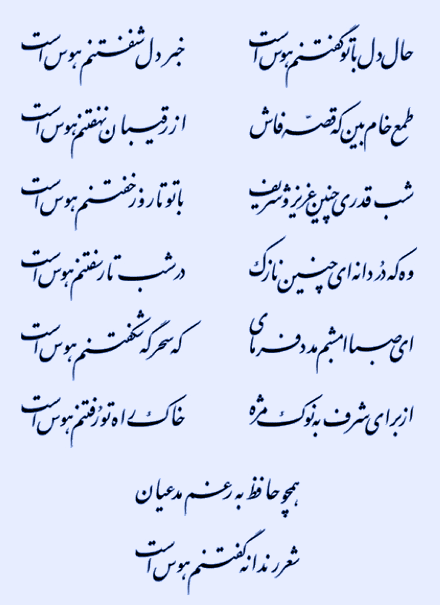 حال دل با تو گفتنم هوس است
خبر دل شنفتنم هوس است
طمع خام بین که قصّه فاش
از رقیبان نهفتنم هوس است
شب قدری چنین عزیز و شریف
با تو تا روز خفتنم هوس است
وه که دُردانه‌ای چنین نازک
در شب تار سفتنم هوس است
ای صبا امشبم مدد فرمای
که سحرگه شکفتنم هوس است
از برای شرف به نوک مژه
خاک راه تو رُفتنم هوس است
همچو حافظ به رغم مدعیان
شعر رندانه گفتنم هوس است